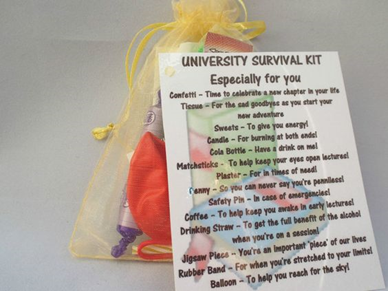 UNIVERSITY SURVIVAL KIT
Especially for you
Confetti – Time to celebrate a new chapter in your life
Tissue – For the sad goodbyes as you start your
new adventure
Sweets – To give you energy!
Candle – For burning at both ends!
Cola Bottle – Have a drink on me!
Matchsticks – To help keep your eyes open lectures!
Plaster – For in times of need!
Penny – So you can never say you're penniless!
Safety Pin – In case of emergencies!
Coffee – To help keep you awake in early lectures!
Drinking Straw – To get the full benefit of the alcohol
when you're on a session!
Jigsaw Piece – You're an important 'piece' of our lives
Rubber Band – For when you're stretched to your limits!
Balloon – To help you reach for the sky!